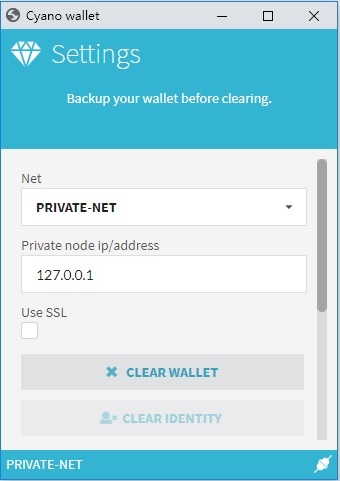 Cyano wallet
Settings
Backup your wallet before clearing.
Net
PRIVATE-NET
Private node ip/address
127.0.0.1
Use SSL
CLEAR WALLET
CLEAR IDENTITY
PRIVATE-NET